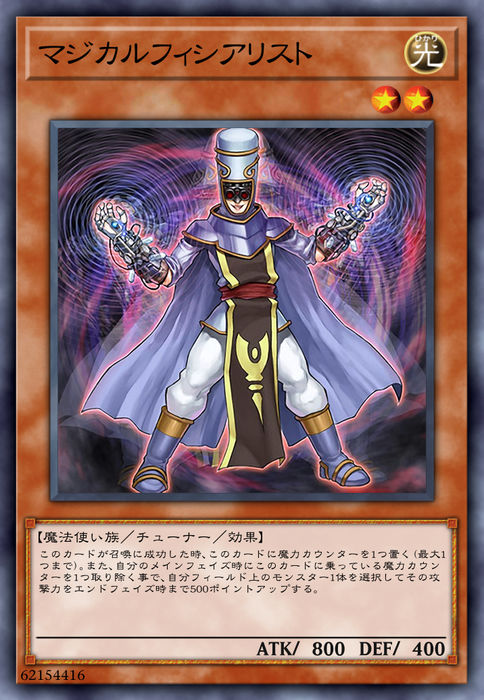 マジカルフィシアリスト
ひかり
光
【魔法使い族／チューナー／効果】
このカードが召喚に成功した時、このカードに魔力カウンターを1つ置く(最大1
つまで)。また、自分のメインフェイズ時にこのカードに乗っている魔力カウン
ターを1つ取り除く事で、自分フィールド上のモンスター1体を選択してその攻
撃力をエンドフェイズ時まで500ポイントアップする。
ATK/ 800 DEF/ 400
62154416